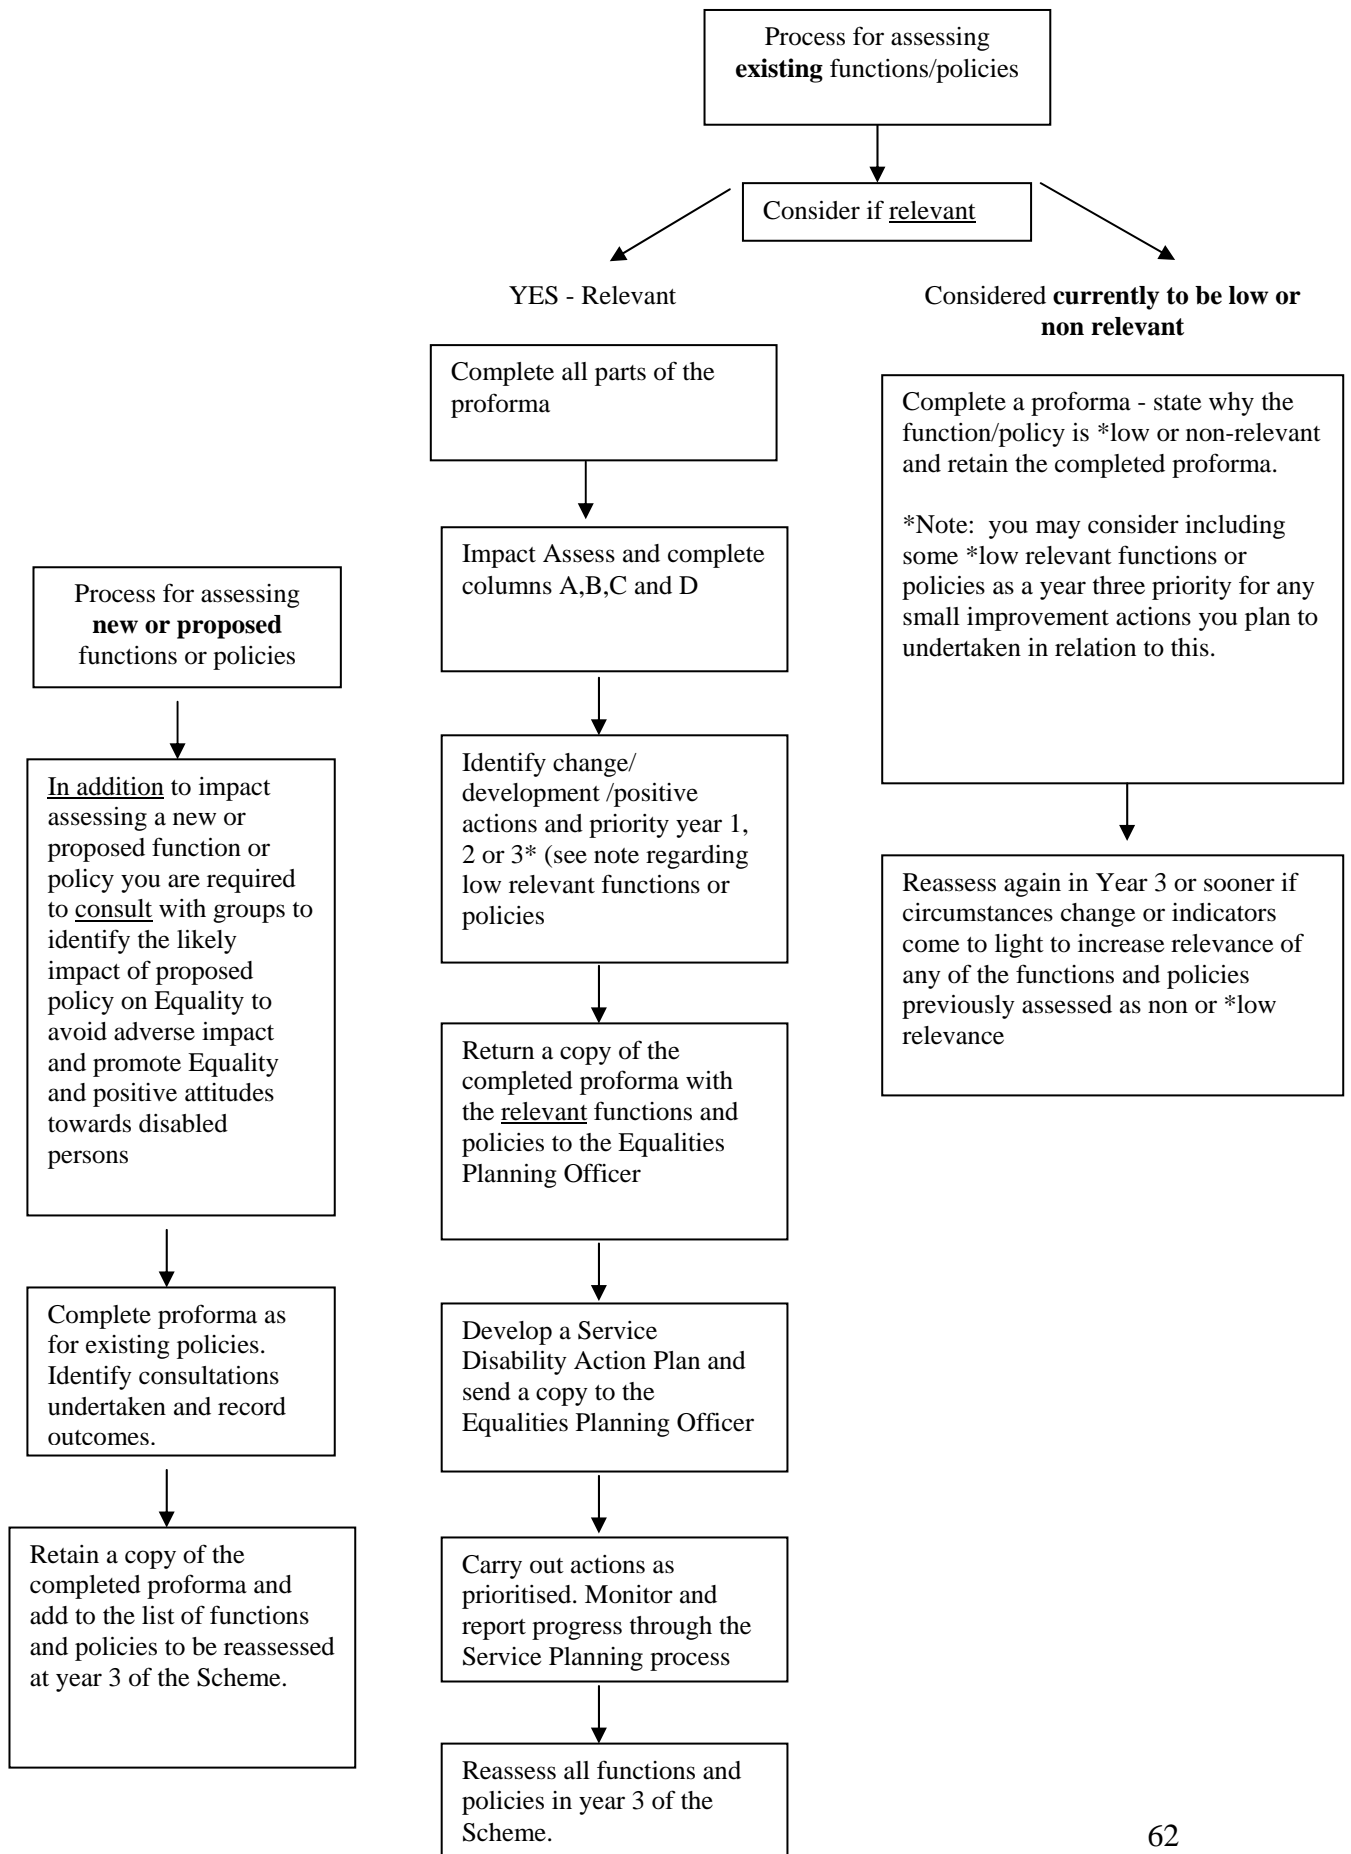 Process for assessing
existing functions/policies
Consider if relevant
YES - Relevant
Considered currently to be low or
non relevant
Complete all parts of the
proforma
Complete a proforma - state why the
function/policy is *low or non-relevant
and retain the completed proforma.
*Note:  you may consider including
some *low relevant functions or
policies as a year three priority for any
small improvement actions you plan to
undertaken in relation to this.
Impact Assess and complete
columns A,B,C and D
Process for assessing
new or proposed
functions or policies
Identify change/
development /positive
actions and priority year 1,
2 or 3* (see note regarding
low relevant functions or
policies
In addition to impact
assessing a new or
proposed function or
policy you are required
to consult with groups to
identify the likely
impact of proposed
policy on Equality to
avoid adverse impact
and promote Equality
and positive attitudes
towards disabled
persons
Reassess again in Year 3 or sooner if
circumstances change or indicators
come to light to increase relevance of
any of the functions and policies
previously assessed as non or *low
relevance
Return a copy of the
completed proforma with
the relevant functions and
policies to the Equalities
Planning Officer
Complete proforma as
for existing policies.
Identify consultations
undertaken and record
outcomes.
Develop a Service
Disability Action Plan and
send a copy to the
Equalities Planning Officer
Retain a copy of the
completed proforma and
add to the list of functions
and policies to be reassessed
at year 3 of the Scheme.
Carry out actions as
prioritised. Monitor and
report progress through the
Service Planning process
Reassess all functions and
policies in year 3 of the
Scheme.
62